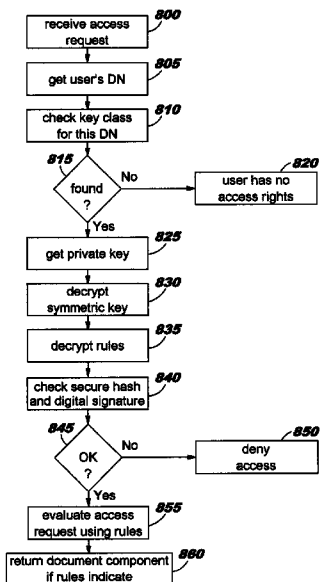 receive access
request
800
get user's DN
805
check key class
for this DN
810
815
found
?
No
Yes
user has no
access rights
820
get private key
825
decrypt
symmetric key
830
decrypt rules
835
check secure hash
and digital signature
840
845
OK
?
No
Yes
deny
access
850
evaluate access
request using rules
855
return document component
if rules indicate
860